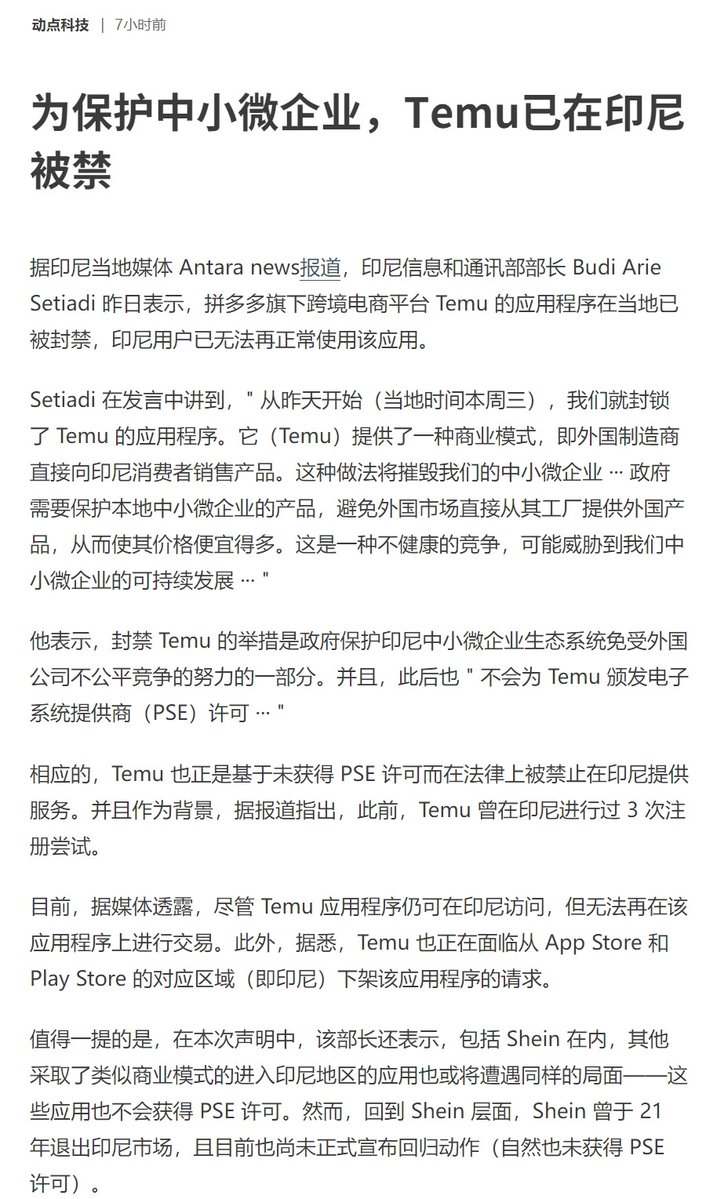 动点科技 | 7小时前
为保护中小微企业，Temu已在印尼
被禁
据印尼当地媒体 Antara news报道，印尼信息和通讯部部长 Budi Arie
Setiadi 昨日表示，拼多多旗下跨境电商平台 Temu 的应用程序在当地已
被封禁，印尼用户已无法再正常使用该应用。
Setiadi 在发言中讲到，" 从昨天开始（当地时间本周三），我们就封锁
了 Temu 的应用程序。它（Temu）提供了一种商业模式，即外国制造商
直接向印尼消费者销售产品。这种做法将摧毁我们的中小微企业 ··· 政府
需要保护本地中小微企业的产品，避免外国市场直接从其工厂提供外国产
品，从而使其价格便宜得多。这是一种不健康的竞争，可能威胁到我们中
小微企业的可持续发展 ··· "
他表示，封禁 Temu 的举措是政府保护印尼中小微企业生态系统免受外国
公司不公平竞争的努力的一部分。并且，此后也 " 不会为 Temu 颁发电子
系统提供商（PSE）许可 ··· "
相应的，Temu 也正是基于未获得 PSE 许可而在法律上被禁止在印尼提供
服务。并且作为背景，据报道指出，此前，Temu 曾在印尼进行过 3 次注
册尝试。
目前，据媒体透露，尽管 Temu 应用程序仍可在印尼访问，但无法再在该
应用程序上进行交易。此外，据悉，Temu 也正在面临从 App Store 和
Play Store 的对应区域（即印尼）下架该应用程序的请求。
值得一提的是，在本次声明中，该部长还表示，包括 Shein 在内，其他
采取了类似商业模式的进入印尼地区的应用也或将遭遇同样的局面——这
些应用也不会获得 PSE 许可。然而，回到 Shein 层面，Shein 曾于 21
年退出印尼市场，且目前也尚未正式宣布回归动作（自然也未获得 PSE
许可）。